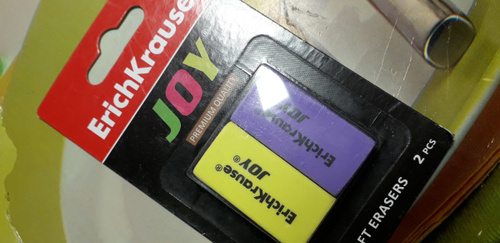 ErichKrause
JOY
PREMIUM QUALITY
ErichKrause®
JOY®
ErichKrause®
JOY®
ERASERS 2 PCS